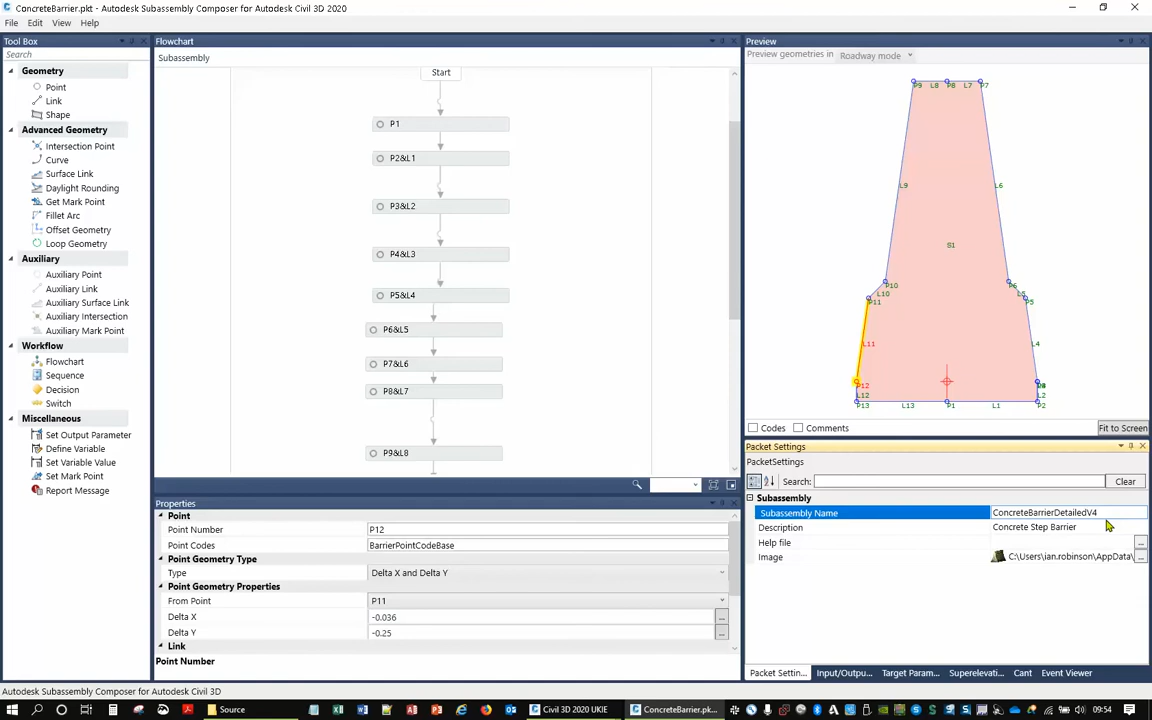 ConcreteBarrier.pkt - Autodesk Subassembly Composer for Autodesk Civil 3D 2020
File Edit View Help
Tool Box
Search
Geometry
Point
Link
Shape
Advanced Geometry
Intersection Point
Curve
Surface Link
Daylight Rounding
Get Mark Point
Fillet Arc
Offset Geometry
Loop Geometry
Auxiliary
Auxiliary Point
Auxiliary Link
Auxiliary Surface Link
Auxiliary Intersection
Auxiliary Mark Point
Workflow
Flowchart
Sequence
Decision
Switch
Miscellaneous
Set Output Parameter
Define Variable
Set Variable Value
Set Mark Point
Report Message
Flowchart
Subassembly
Start
P1
P2&L1
P3&L2
P4&L3
P5&L4
P6&L5
P7&L6
P8&L7
P9&L8
Properties
Point
Point Number P12
Point Codes BarrierPointCodeBase
Point Geometry Type
Type Delta X and Delta Y
Point Geometry Properties
From Point P11
Delta X -0.036 ...
Delta Y -0.25 ...
Link
Point Number
Preview
Preview geometries in Roadway mode
P9 L8 P8 L7 P7
L9 L6
S1
P10 P6
L10 L5
P11 P5
L11 L4
P12
L12 L2
P13 L13 P1 L1 P2
Codes Comments Fit to Screen
Packet Settings
PacketSettings
Search: Clear
Subassembly
Subassembly Name ConcreteBarrierDetailedV4
Description Concrete Step Barrier
Help file ...
Image C:\Users\ian.robinson\AppData\ ...
Packet Settin... Input/Outpu... Target Param... Superelevati... Cant Event Viewer
Autodesk Subassembly Composer for Autodesk Civil 3D
Source Civil 3D 2020 UKIE ConcreteBarrier.pk... 09:54